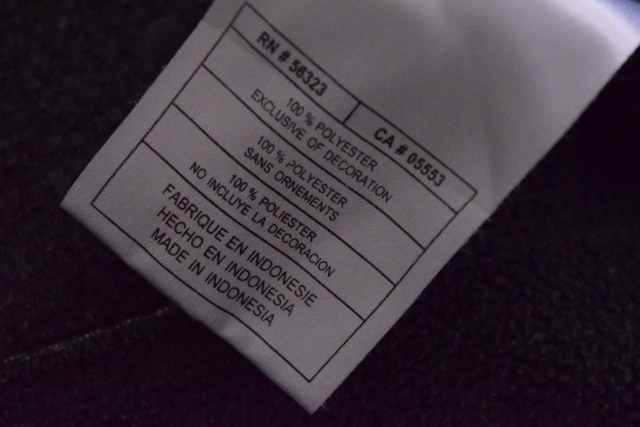 RN # 56323
CA # 05553
100 % POLYESTER
EXCLUSIVE OF DECORATION
100 % POLYESTER
SANS ORNEMENTS
100 % POLIESTER
NO INCLUYE LA DECORACION
FABRIQUE EN INDONESIE
HECHO EN INDONESIA
MADE IN INDONESIA